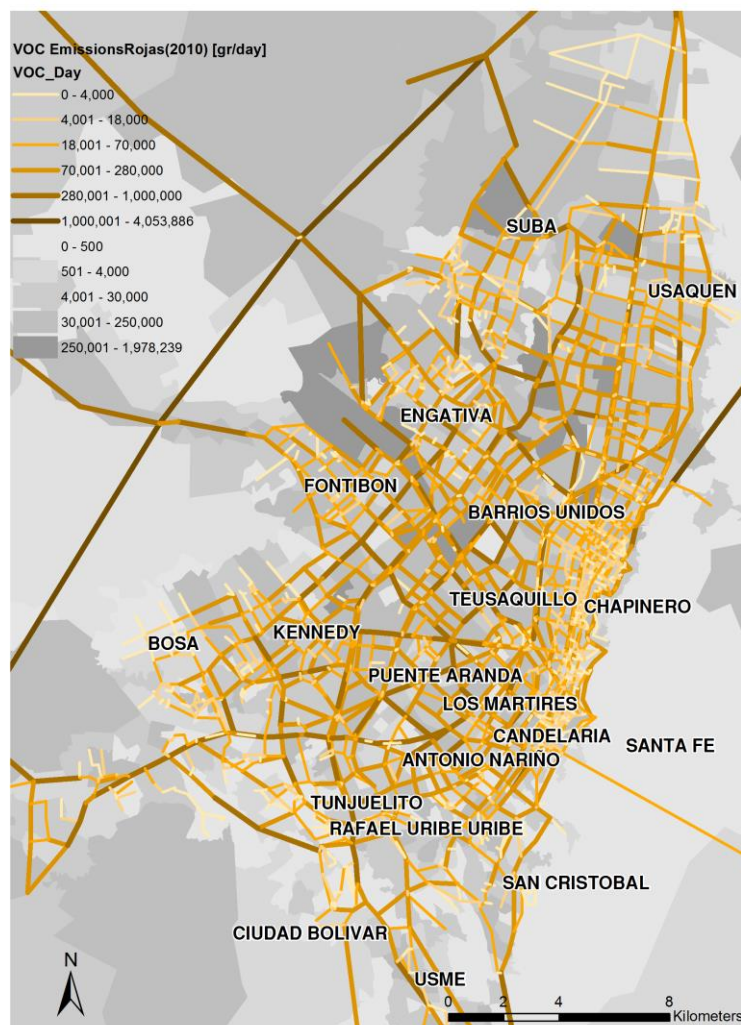 VOC EmissionsRojas(2010) [gr/day]
VOC_Day
0 - 4,000
4,001 - 18,000
18,001 - 70,000
70,001 - 280,000
280,001 - 1,000,000
1,000,001 - 4,053,886
0 - 500
501 - 4,000
4,001 - 30,000
30,001 - 250,000
250,001 - 1,978,239
SUBA
USAQUEN
ENGATIVA
FONTIBON
BARRIOS UNIDOS
TEUSAQUILLO
CHAPINERO
BOSA
KENNEDY
PUENTE ARANDA
LOS MARTIRES
CANDELARIA
SANTA FE
ANTONIO NARIÑO
TUNJUELITO
RAFAEL URIBE URIBE
SAN CRISTOBAL
CIUDAD BOLIVAR
USME
N
0 2 4 8
Kilometers